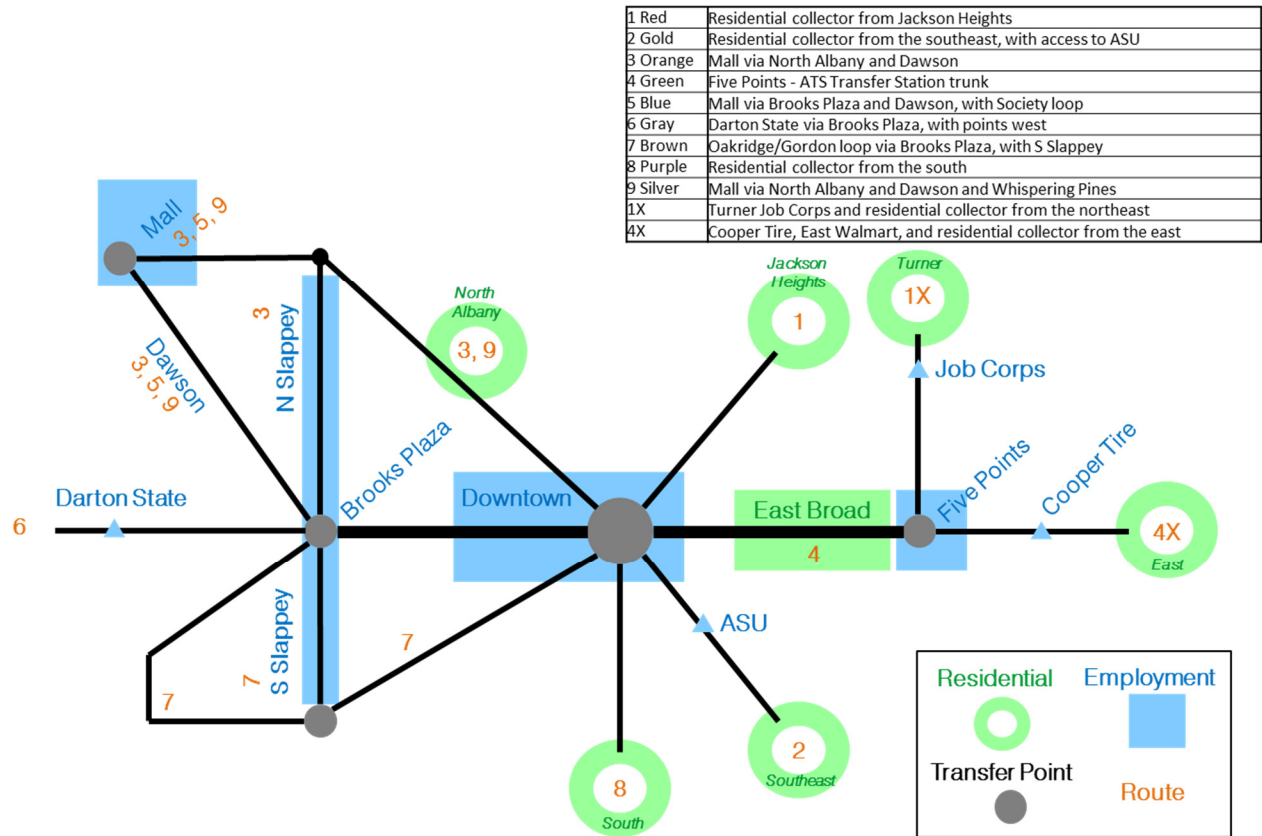 1 Red Residential collector from Jackson Heights
2 Gold Residential collector from the southeast, with access to ASU
3 Orange Mall via North Albany and Dawson
4 Green Five Points - ATS Transfer Station trunk
5 Blue Mall via Brooks Plaza and Dawson, with Society loop
6 Gray Darton State via Brooks Plaza, with points west
7 Brown Oakridge/Gordon loop via Brooks Plaza, with S Slappey
8 Purple Residential collector from the south
9 Silver Mall via North Albany and Dawson and Whispering Pines
1X Turner Job Corps and residential collector from the northeast
4X Cooper Tire, East Walmart, and residential collector from the east
Mall
3, 5, 9
North
Albany
3, 9
Jackson
Heights
1
Turner
1X
Job Corps
3
N Slappey
Dawson
3, 5, 9
Brooks Plaza
Downtown
East Broad
4
Five Points
Cooper Tire
4X
East
Darton State
6
S Slappey
7
7
7
ASU
8
South
2
Southeast
Residential
Employment
Transfer Point
Route